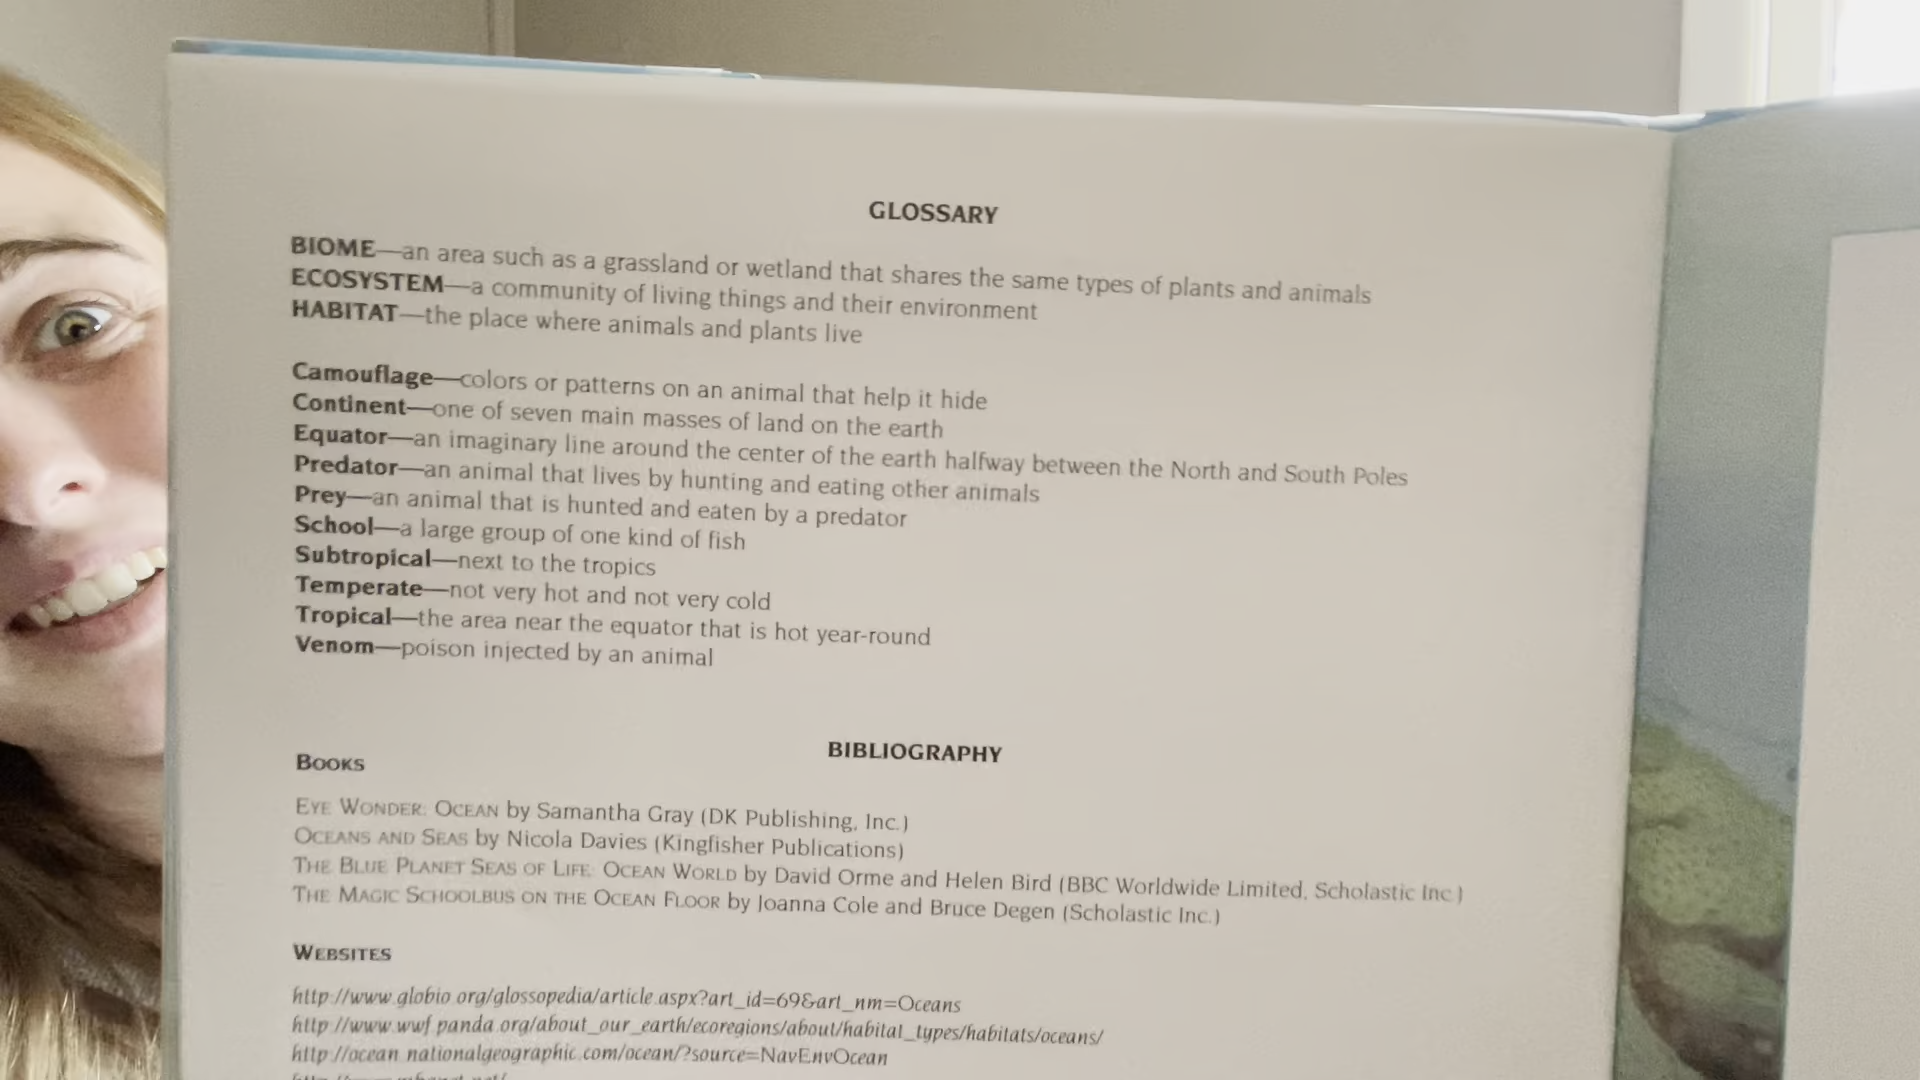 GLOSSARY
BIOME—an area such as a grassland or wetland that shares the same types of plants and animals
ECOSYSTEM—a community of living things and their environment
HABITAT—the place where animals and plants live
Camouflage—colors or patterns on an animal that help it hide
Continent—one of seven main masses of land on the earth
Equator—an imaginary line around the center of the earth halfway between the North and South Poles
Predator—an animal that lives by hunting and eating other animals
Prey—an animal that is hunted and eaten by a predator
School—a large group of one kind of fish
Subtropical—next to the tropics
Temperate—not very hot and not very cold
Tropical—the area near the equator that is hot year-round
Venom—poison injected by an animal
BIBLIOGRAPHY
BOOKS
EYE WONDER: OCEAN by Samantha Gray (DK Publishing, Inc.)
OCEANS AND SEAS by Nicola Davies (Kingfisher Publications)
THE BLUE PLANET SEAS OF LIFE: OCEAN WORLD by David Orme and Helen Bird (BBC Worldwide Limited, Scholastic Inc.)
THE MAGIC SCHOOLBUS ON THE OCEAN FLOOR by Joanna Cole and Bruce Degen (Scholastic Inc.)
WEBSITES
http://www.globio.org/glossopedia/article.aspx?art_id=69&art_nm=Oceans
http://www.wwf.panda.org/about_our_earth/ecoregions/about/habitat_types/habitats/oceans/
http://ocean.nationalgeographic.com/ocean/?source=NavEnvOcean